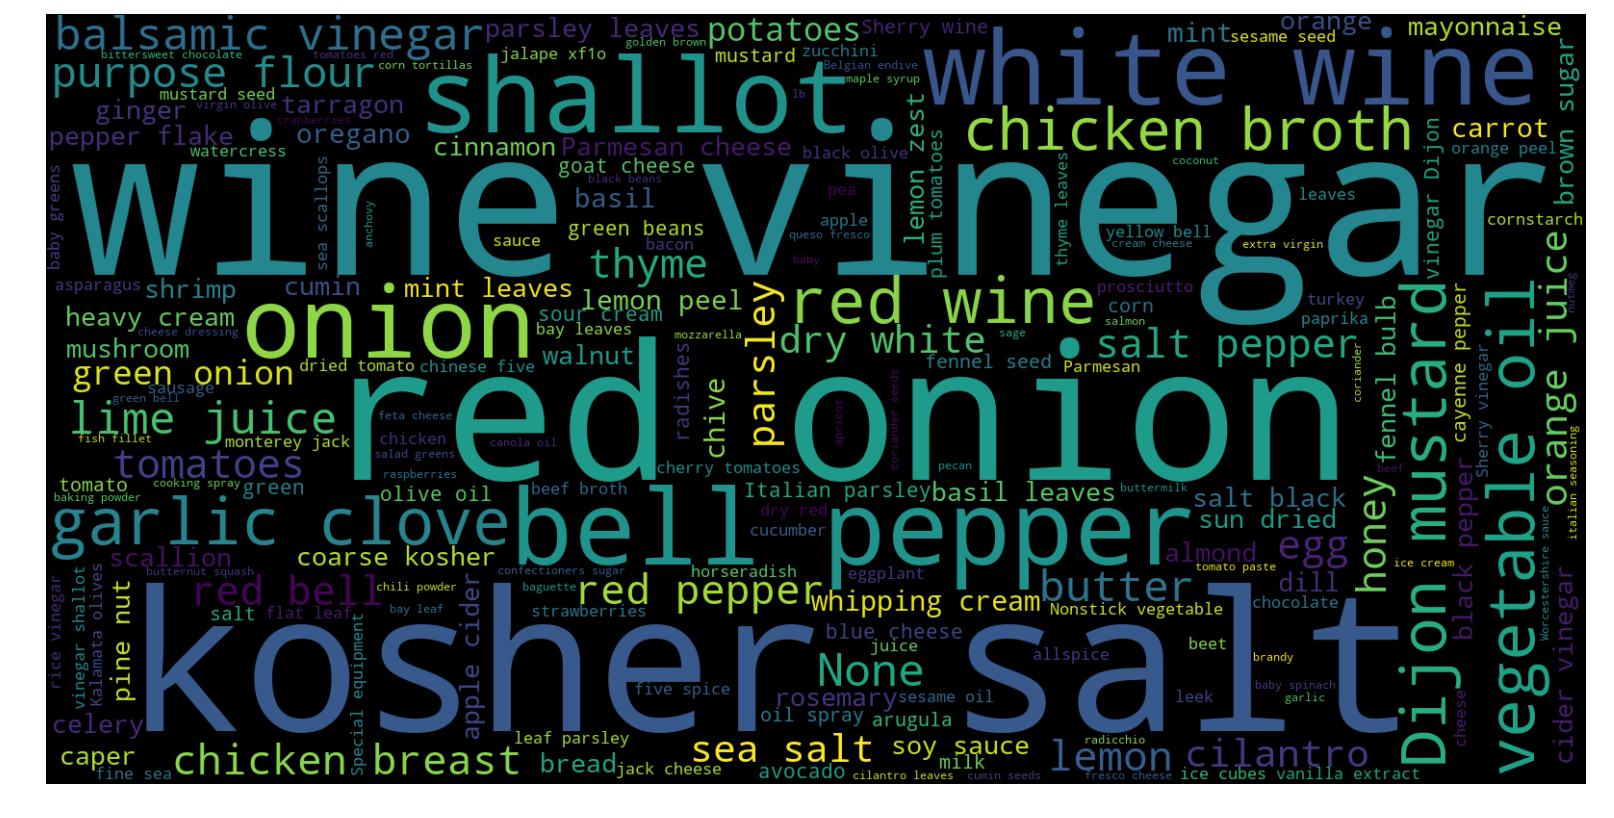 balsamic vinegar
parsley leaves
potatoes
Sherry wine
white wine
mint
orange
sesame seed
mayonnaise
bittersweet chocolate
golden brown
tomatoes red
jalape xf1o
mustard
zucchini
purpose flour
corn tortillas
shallot
Belgian endive
maple syrup
brown sugar
mustard seed
lb
ginger
virgin olive
tarragon
cranberries
pepper flake
oregano
chicken broth
carrot
watercress
cinnamon
Parmesan cheese
black olive
lemon zest
orange peel
goat cheese
coconut
wine vinegar
black beans
baby greens
sea scallops
anchovy
basil
pea
plum tomatoes
thyme leaves
leaves
vinegar Dijon
green beans
apple
yellow bell
cornstarch
sauce
bacon
queso fresco
cream cheese
extra virgin
thyme
baby
asparagus
shrimp
cumin
mint leaves
lemon peel
red wine
prosciutto
turkey
nutmeg
heavy cream
onion
sour cream
corn
paprika
cheese dressing
bay leaves
mozzarella
parsley
dry white
sage
salmon
salt pepper
orange juice
mushroom
walnut
fennel seed
Parmesan
green onion
dried tomato
chinese five
radishes
coriander
fennel bulb
cayenne pepper
sausage
green bell
red onion
chive
lime juice
feta cheese
apricot
coriander seeds
Sherry vinegar
fish fillet
monterey jack
chicken
canola oil
salad greens
Dijon mustard
vegetable oil
italian seasoning
tomatoes
raspberries
cherry tomatoes
pecan
beef
tomato
cooking spray
green
olive oil
beef broth
Italian parsley
basil leaves
buttermilk
salt black
honey
baking powder
garlic clove
bell pepper
dry red
cucumber
sun dried
black pepper
Worcestershire sauce
scallion
coarse kosher
almond
egg
tomato paste
ice cream
rice vinegar
vinegar shallot
Kalamata olives
butternut squash
confectioners sugar
horseradish
eggplant
pine nut
red bell
chili powder
apple cider
baguette
red pepper
butter
dill
whipping cream
Nonstick vegetable
chocolate
salt
flat leaf
bay leaf
strawberries
kosher salt
Special equipment
blue cheese
juice
allspice
beet
cider vinegar
None
brandy
five spice
rosemary
sesame oil
leek
baby spinach
garlic
celery
oil spray
arugula
cheese
leaf parsley
radicchio
caper
chicken breast
sea salt
soy sauce
lemon
cilantro
fine sea
bread
jack cheese
avocado
milk
cilantro leaves
cumin seeds
fresco cheese
ice cubes
vanilla extract